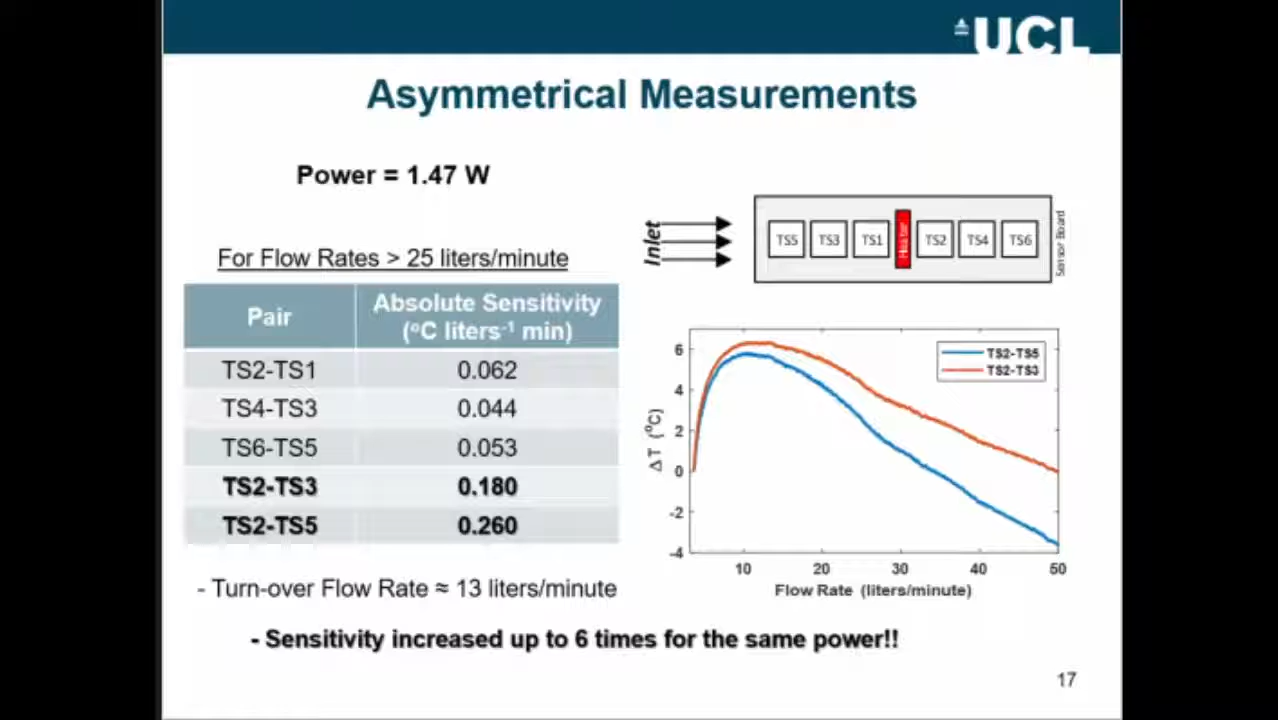 UCL
Asymmetrical Measurements
Power = 1.47 W
For Flow Rates > 25 liters/minute
Pair
Absolute Sensitivity
(ºC liters⁻¹ min)
TS2-TS1 0.062
TS4-TS3 0.044
TS6-TS5 0.053
TS2-TS3 0.180
TS2-TS5 0.260
- Turn-over Flow Rate ≈ 13 liters/minute
Inlet
TS5 TS3 TS1 Heater TS2 TS4 TS6
Sensor Board
TS2-TS5
TS2-TS3
6
4
2
0
-2
-4
ΔT (ºC)
10 20 30 40 50
Flow Rate (liters/minute)
- Sensitivity increased up to 6 times for the same power!!
17